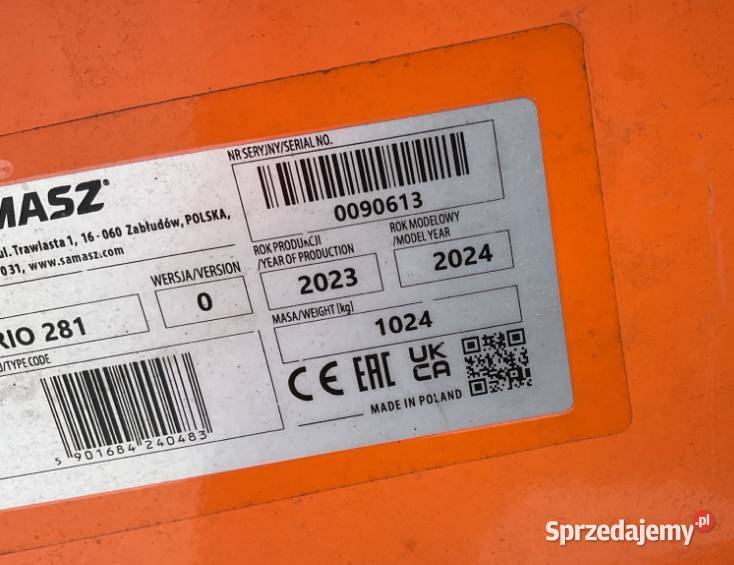 NR SERYJNY/SERIAL NO.
0090613
MASZ®
ul. Trawiasta 1, 16 - 060 Zabłudów, POLSKA,
031, www.samasz.com
WERSJA/VERSION
0
ROK PRODUKCJI
/YEAR OF PRODUCTION
2023
ROK MODELOWY
/MODEL YEAR
2024
RIO 281
MASA/WEIGHT [kg]
1024
U/TYPE CODE
5 901684 240483
CE EAC UK
CA
MADE IN POLAND
Sprzedajemy.pl